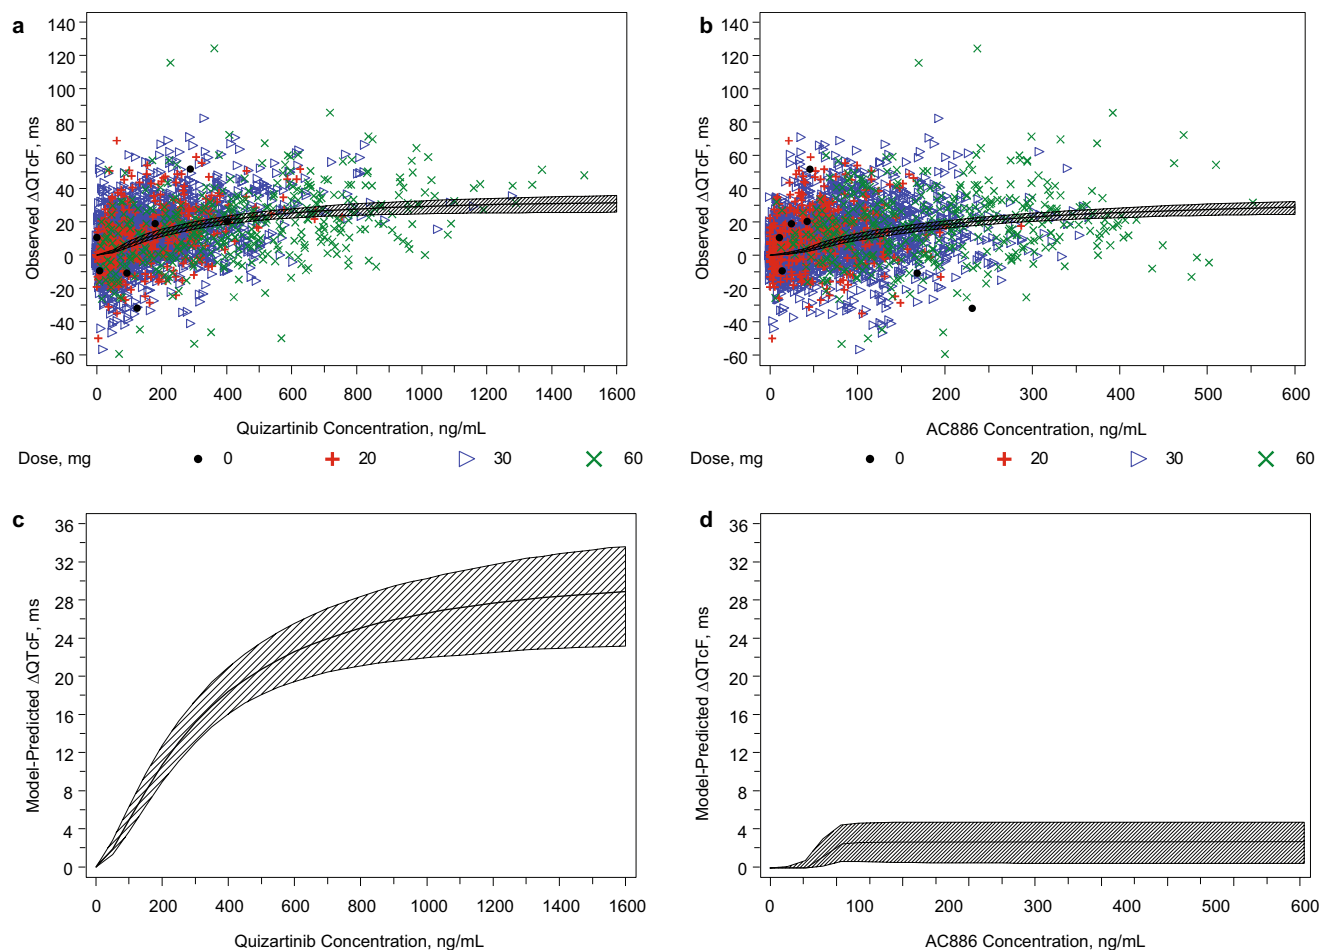 a
140
120
100
80
60
40
20
0
20
-40
-60
Observed ΔQTcF, ms
0 200 400 600 800 1000 1200 1400 1600
Quizartinib Concentration, ng/mL
b
140
120
100
80
60
40
20
0
20
-40
-60
Observed ΔQTcF, ms
0 100 200 300 400 500 600
AC886 Concentration, ng/mL
Dose, mg 0 20 30 60
Dose, mg 0 20 30 60
c
36
32
28
24
20
16
12
8
4
0
Model-Predicted ΔQTcF, ms
0 200 400 600 800 1000 1200 1400 1600
Quizartinib Concentration, ng/mL
d
36
32
28
24
20
16
12
8
4
0
Model-Predicted ΔQTcF, ms
0 100 200 300 400 500 600
AC886 Concentration, ng/mL